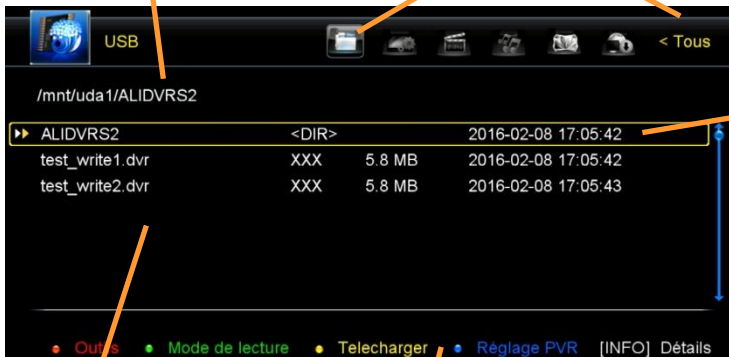 USB
< Tous
/mnt/uda1/ALIDVRS2
ALIDVRS2 <DIR> 2016-02-08 17:05:42
test_write1.dvr XXX 5.8 MB 2016-02-08 17:05:42
test_write2.dvr XXX 5.8 MB 2016-02-08 17:05:43
Outils Mode de lecture Telecharger Réglage PVR [INFO] Détails